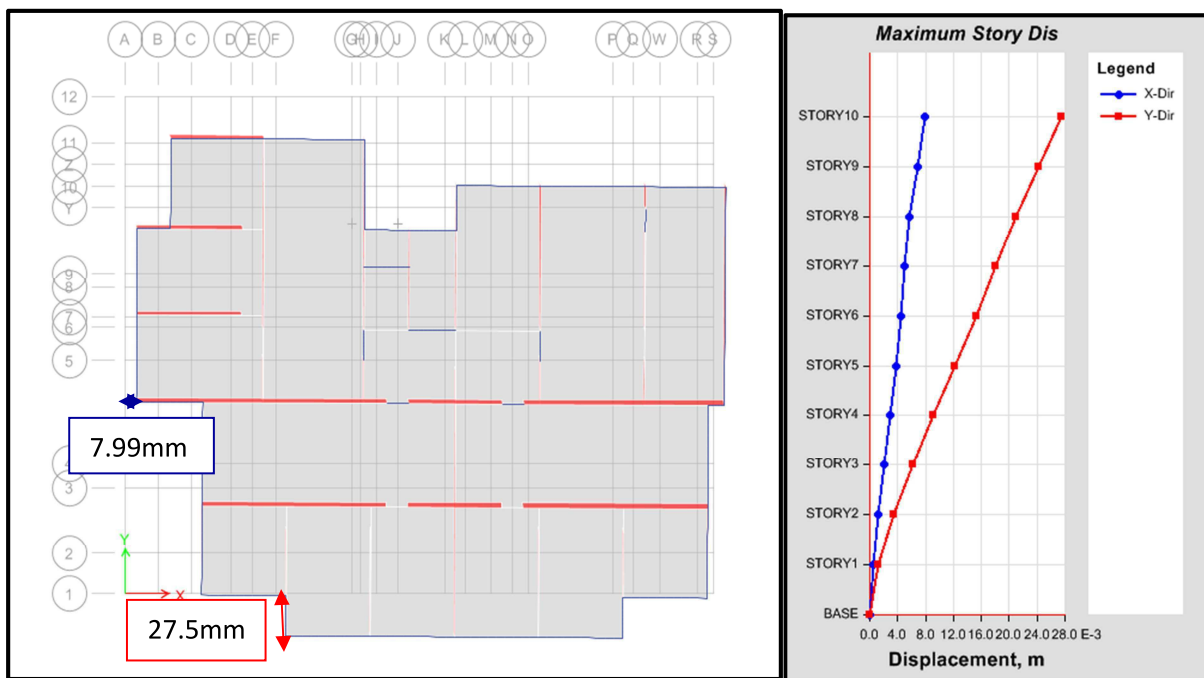 A B C D E F G H I J K L M N O P Q W R S
12
11
Z
10
Y
9
8
7
6
5
7.99mm
4
3
Y
2
1
X
27.5mm
Maximum Story Dis
Legend
X-Dir
Y-Dir
STORY10
STORY9
STORY8
STORY7
STORY6
STORY5
STORY4
STORY3
STORY2
STORY1
BASE
0.0 4.0 8.0 12.0 16.0 20.0 24.0 28.0 E-3
Displacement, m